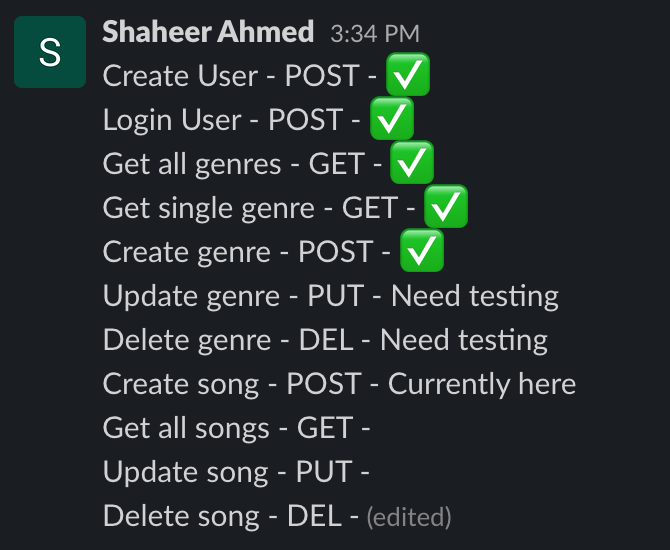 S
Shaheer Ahmed 3:34 PM
Create User - POST - ✅
Login User - POST - ✅
Get all genres - GET - ✅
Get single genre - GET - ✅
Create genre - POST - ✅
Update genre - PUT - Need testing
Delete genre - DEL - Need testing
Create song - POST - Currently here
Get all songs - GET -
Update song - PUT -
Delete song - DEL - (edited)